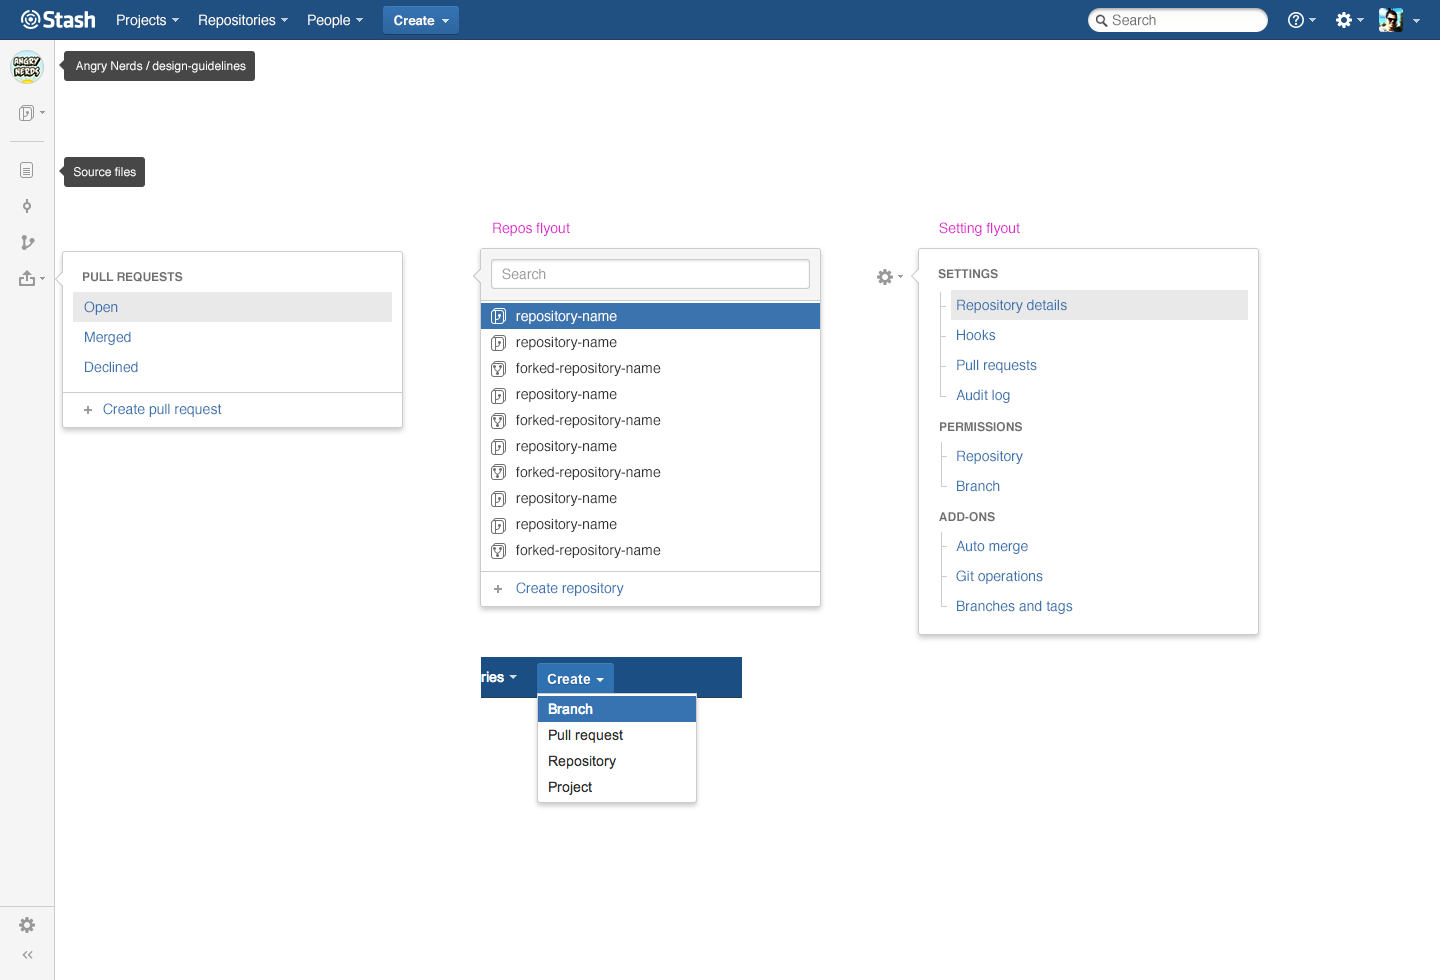 Stash Projects Repositories People Create Search
ANGRY NERDS
Angry Nerds / design-guidelines
Source files
PULL REQUESTS
Open
Merged
Declined
+ Create pull request
Repos flyout
Search
repository-name
repository-name
forked-repository-name
repository-name
forked-repository-name
repository-name
forked-repository-name
repository-name
repository-name
forked-repository-name
+ Create repository
Setting flyout
SETTINGS
Repository details
Hooks
Pull requests
Audit log
PERMISSIONS
Repository
Branch
ADD-ONS
Auto merge
Git operations
Branches and tags
ries Create
Branch
Pull request
Repository
Project